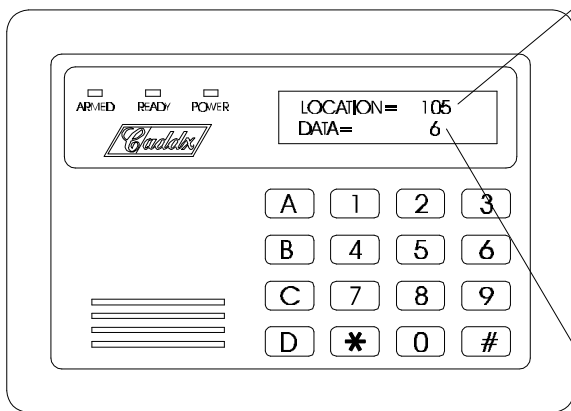 LOCATION= 105
DATA= 6
ARMED READY POWER
Caddx
A 1 2 3
B 4 5 6
C 7 8 9
D * 0 #